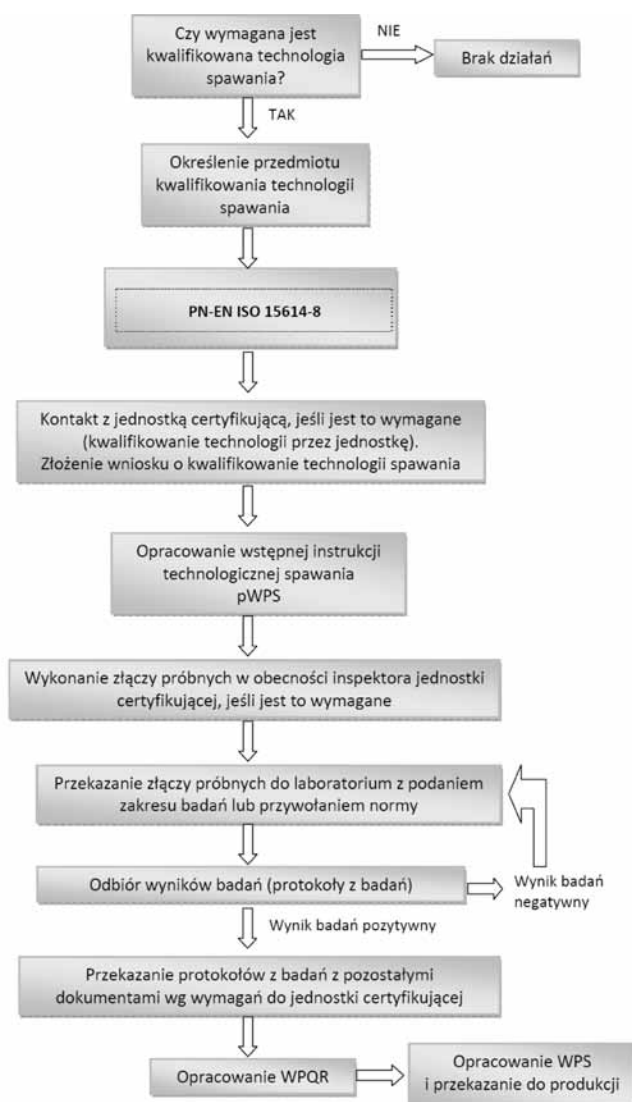 Czy wymagana jest
kwalifikowana technologia
spawania?
NIE
Brak działań
TAK
Określenie przedmiotu
kwalifikowania technologii
spawania
PN-EN ISO 15614-8
Kontakt z jednostką certyfikującą, jeśli jest to wymagane
(kwalifikowanie technologii przez jednostkę).
Złożenie wniosku o kwalifikowanie technologii spawania
Opracowanie wstępnej instrukcji
technologicznej spawania
pWPS
Wykonanie złączy próbnych w obecności inspektora jednostki
certyfikującej, jeśli jest to wymagane
Przekazanie złączy próbnych do laboratorium z podaniem
zakresu badań lub przywołaniem normy
Odbiór wyników badań (protokoły z badań)
Wynik badań
negatywny
Wynik badań pozytywny
Przekazanie protokołów z badań z pozostałymi
dokumentami wg wymagań do jednostki certyfikującej
Opracowanie WPQR
Opracowanie WPS
i przekazanie do produkcji